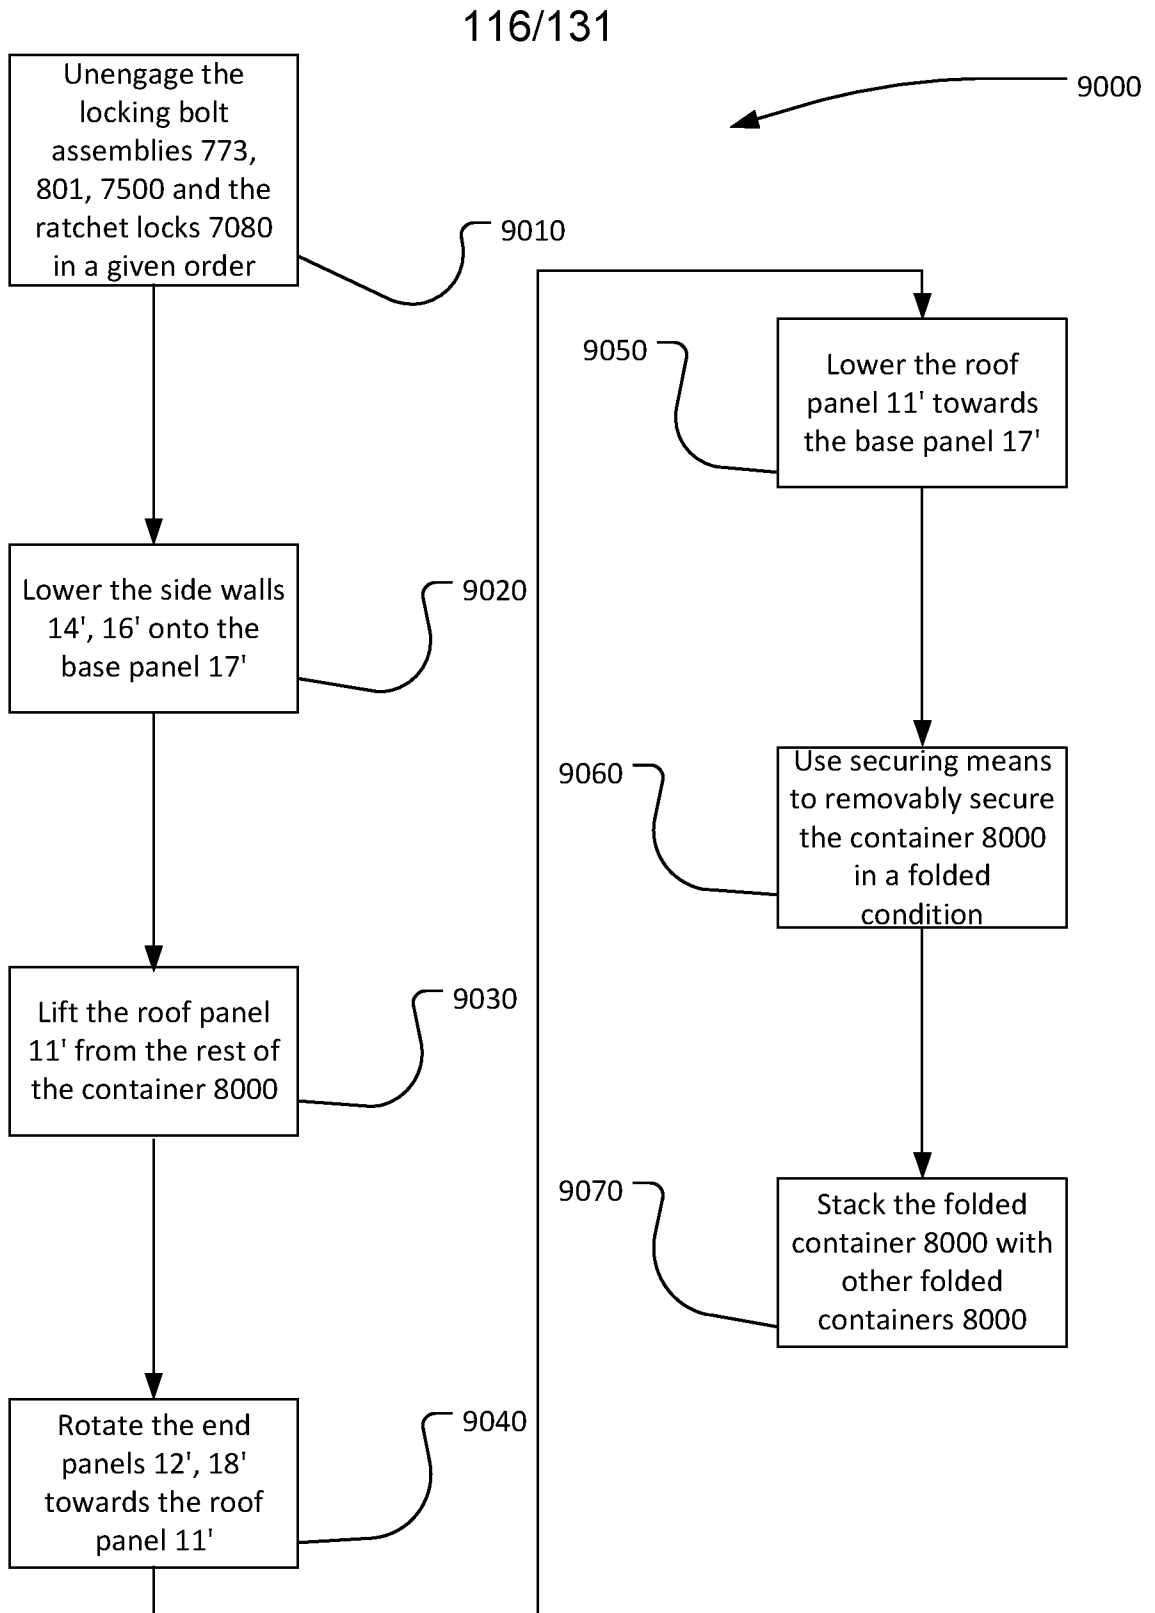 116/131
9000
Unengage the
locking bolt
assemblies 773,
801, 7500 and the
ratchet locks 7080
in a given order
9010
Lower the side walls
14', 16' onto the
base panel 17'
9020
Lift the roof panel
11' from the rest of
the container 8000
9030
Rotate the end
panels 12', 18'
towards the roof
panel 11'
9040
Lower the roof
panel 11' towards
the base panel 17'
9050
Use securing means
to removably secure
the container 8000
in a folded
condition
9060
Stack the folded
container 8000 with
other folded
containers 8000
9070